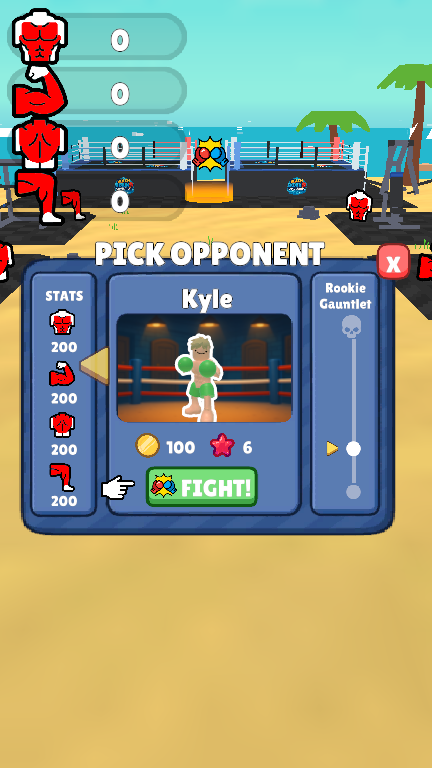 0
0
0
0
PICK OPPONENT
X
STATS
200
200
200
200
Kyle
100
6
FIGHT!
Rookie
Gauntlet